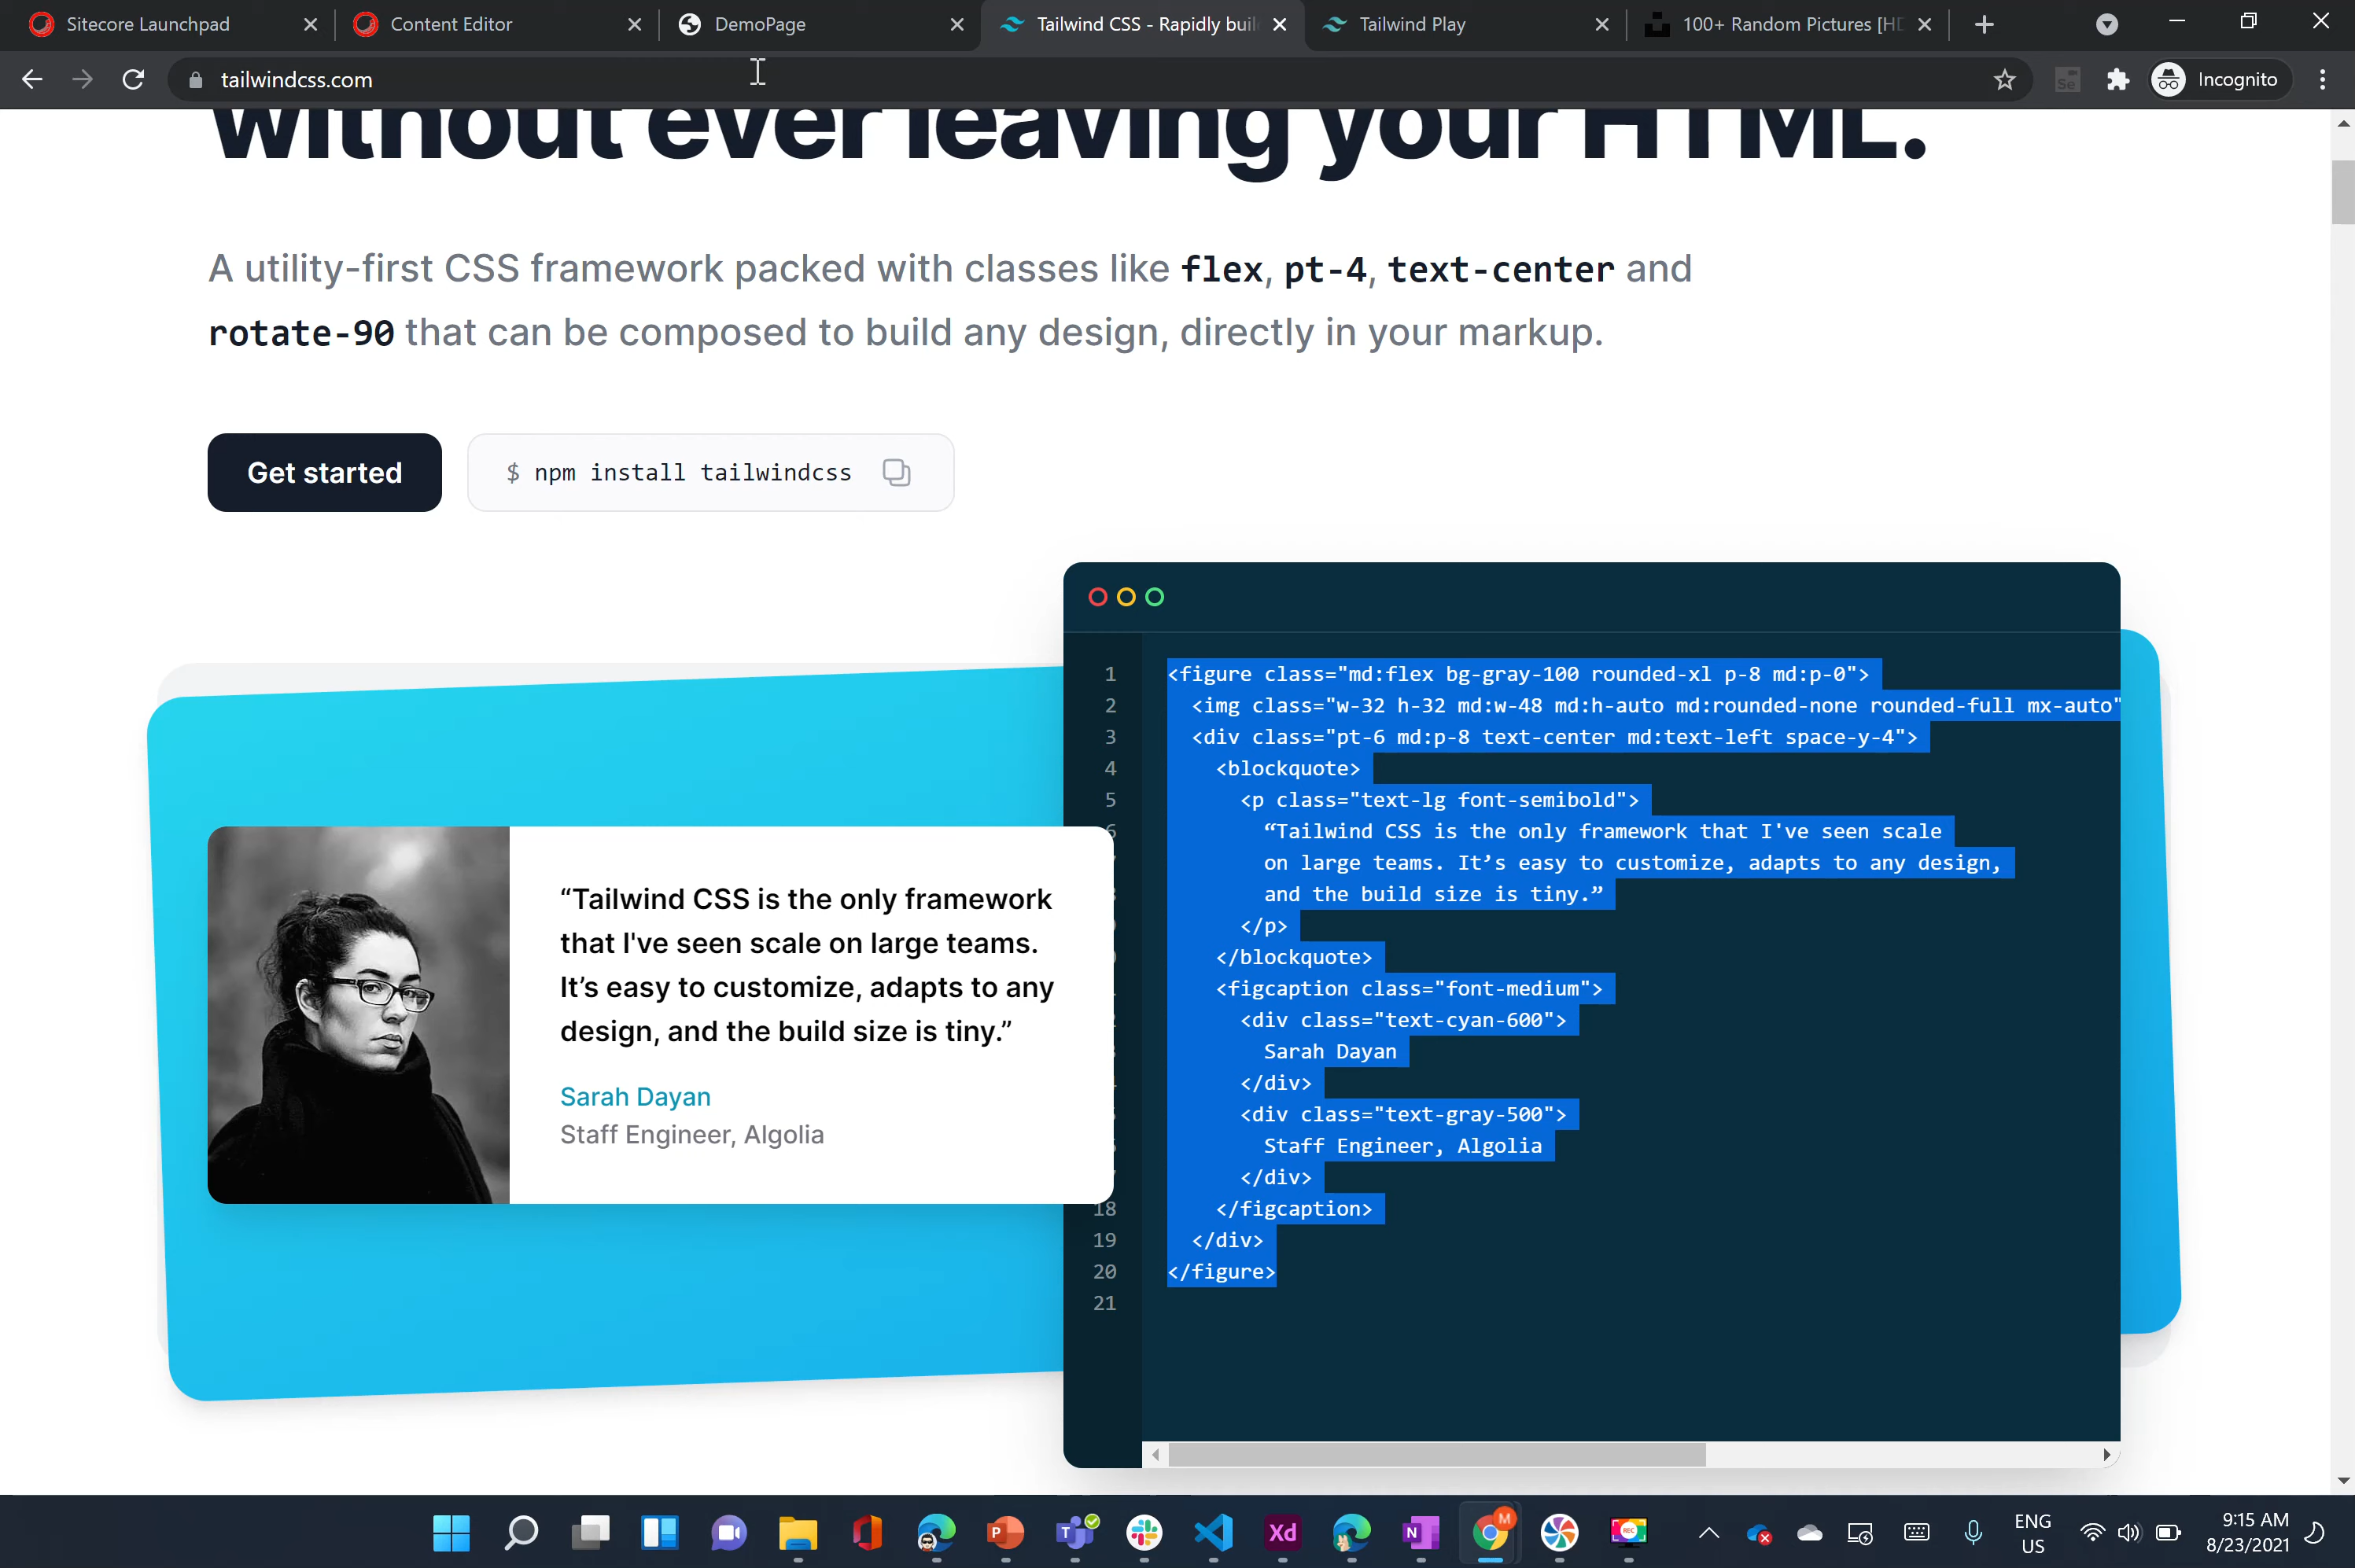 Sitecore Launchpad
Content Editor
DemoPage
Tailwind CSS - Rapidly buil
Tailwind Play
100+ Random Pictures [HD
tailwindcss.com
Incognito
without ever leaving your HTML.
A utility-first CSS framework packed with classes like flex, pt-4, text-center and
rotate-90 that can be composed to build any design, directly in your markup.
Get started
$ npm install tailwindcss
“Tailwind CSS is the only framework
that I've seen scale on large teams.
It’s easy to customize, adapts to any
design, and the build size is tiny.”
Sarah Dayan
Staff Engineer, Algolia
1 <figure class="md:flex bg-gray-100 rounded-xl p-8 md:p-0">
2 <img class="w-32 h-32 md:w-48 md:h-auto md:rounded-none rounded-full mx-auto"
3 <div class="pt-6 md:p-8 text-center md:text-left space-y-4">
4 <blockquote>
5 <p class="text-lg font-semibold">
6 “Tailwind CSS is the only framework that I've seen scale
on large teams. It’s easy to customize, adapts to any design,
and the build size is tiny.”
</p>
</blockquote>
<figcaption class="font-medium">
<div class="text-cyan-600">
Sarah Dayan
</div>
<div class="text-gray-500">
Staff Engineer, Algolia
</div>
18 </figcaption>
19 </div>
20 </figure>
21
ENG
US
9:15 AM
8/23/2021